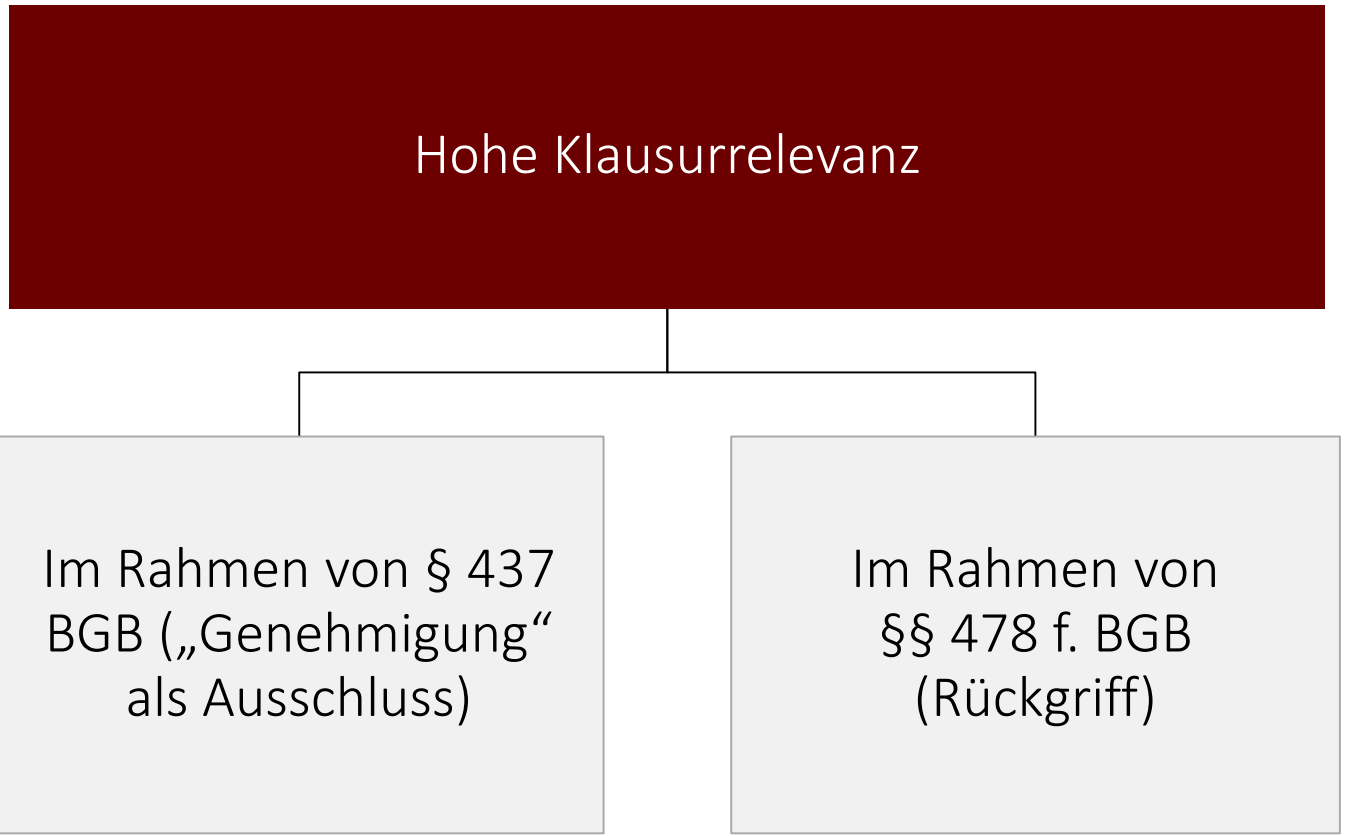 Hohe Klausurrelevanz
Im Rahmen von § 437
BGB („Genehmigung“
als Ausschluss)
Im Rahmen von
§§ 478 f. BGB
(Rückgriff)